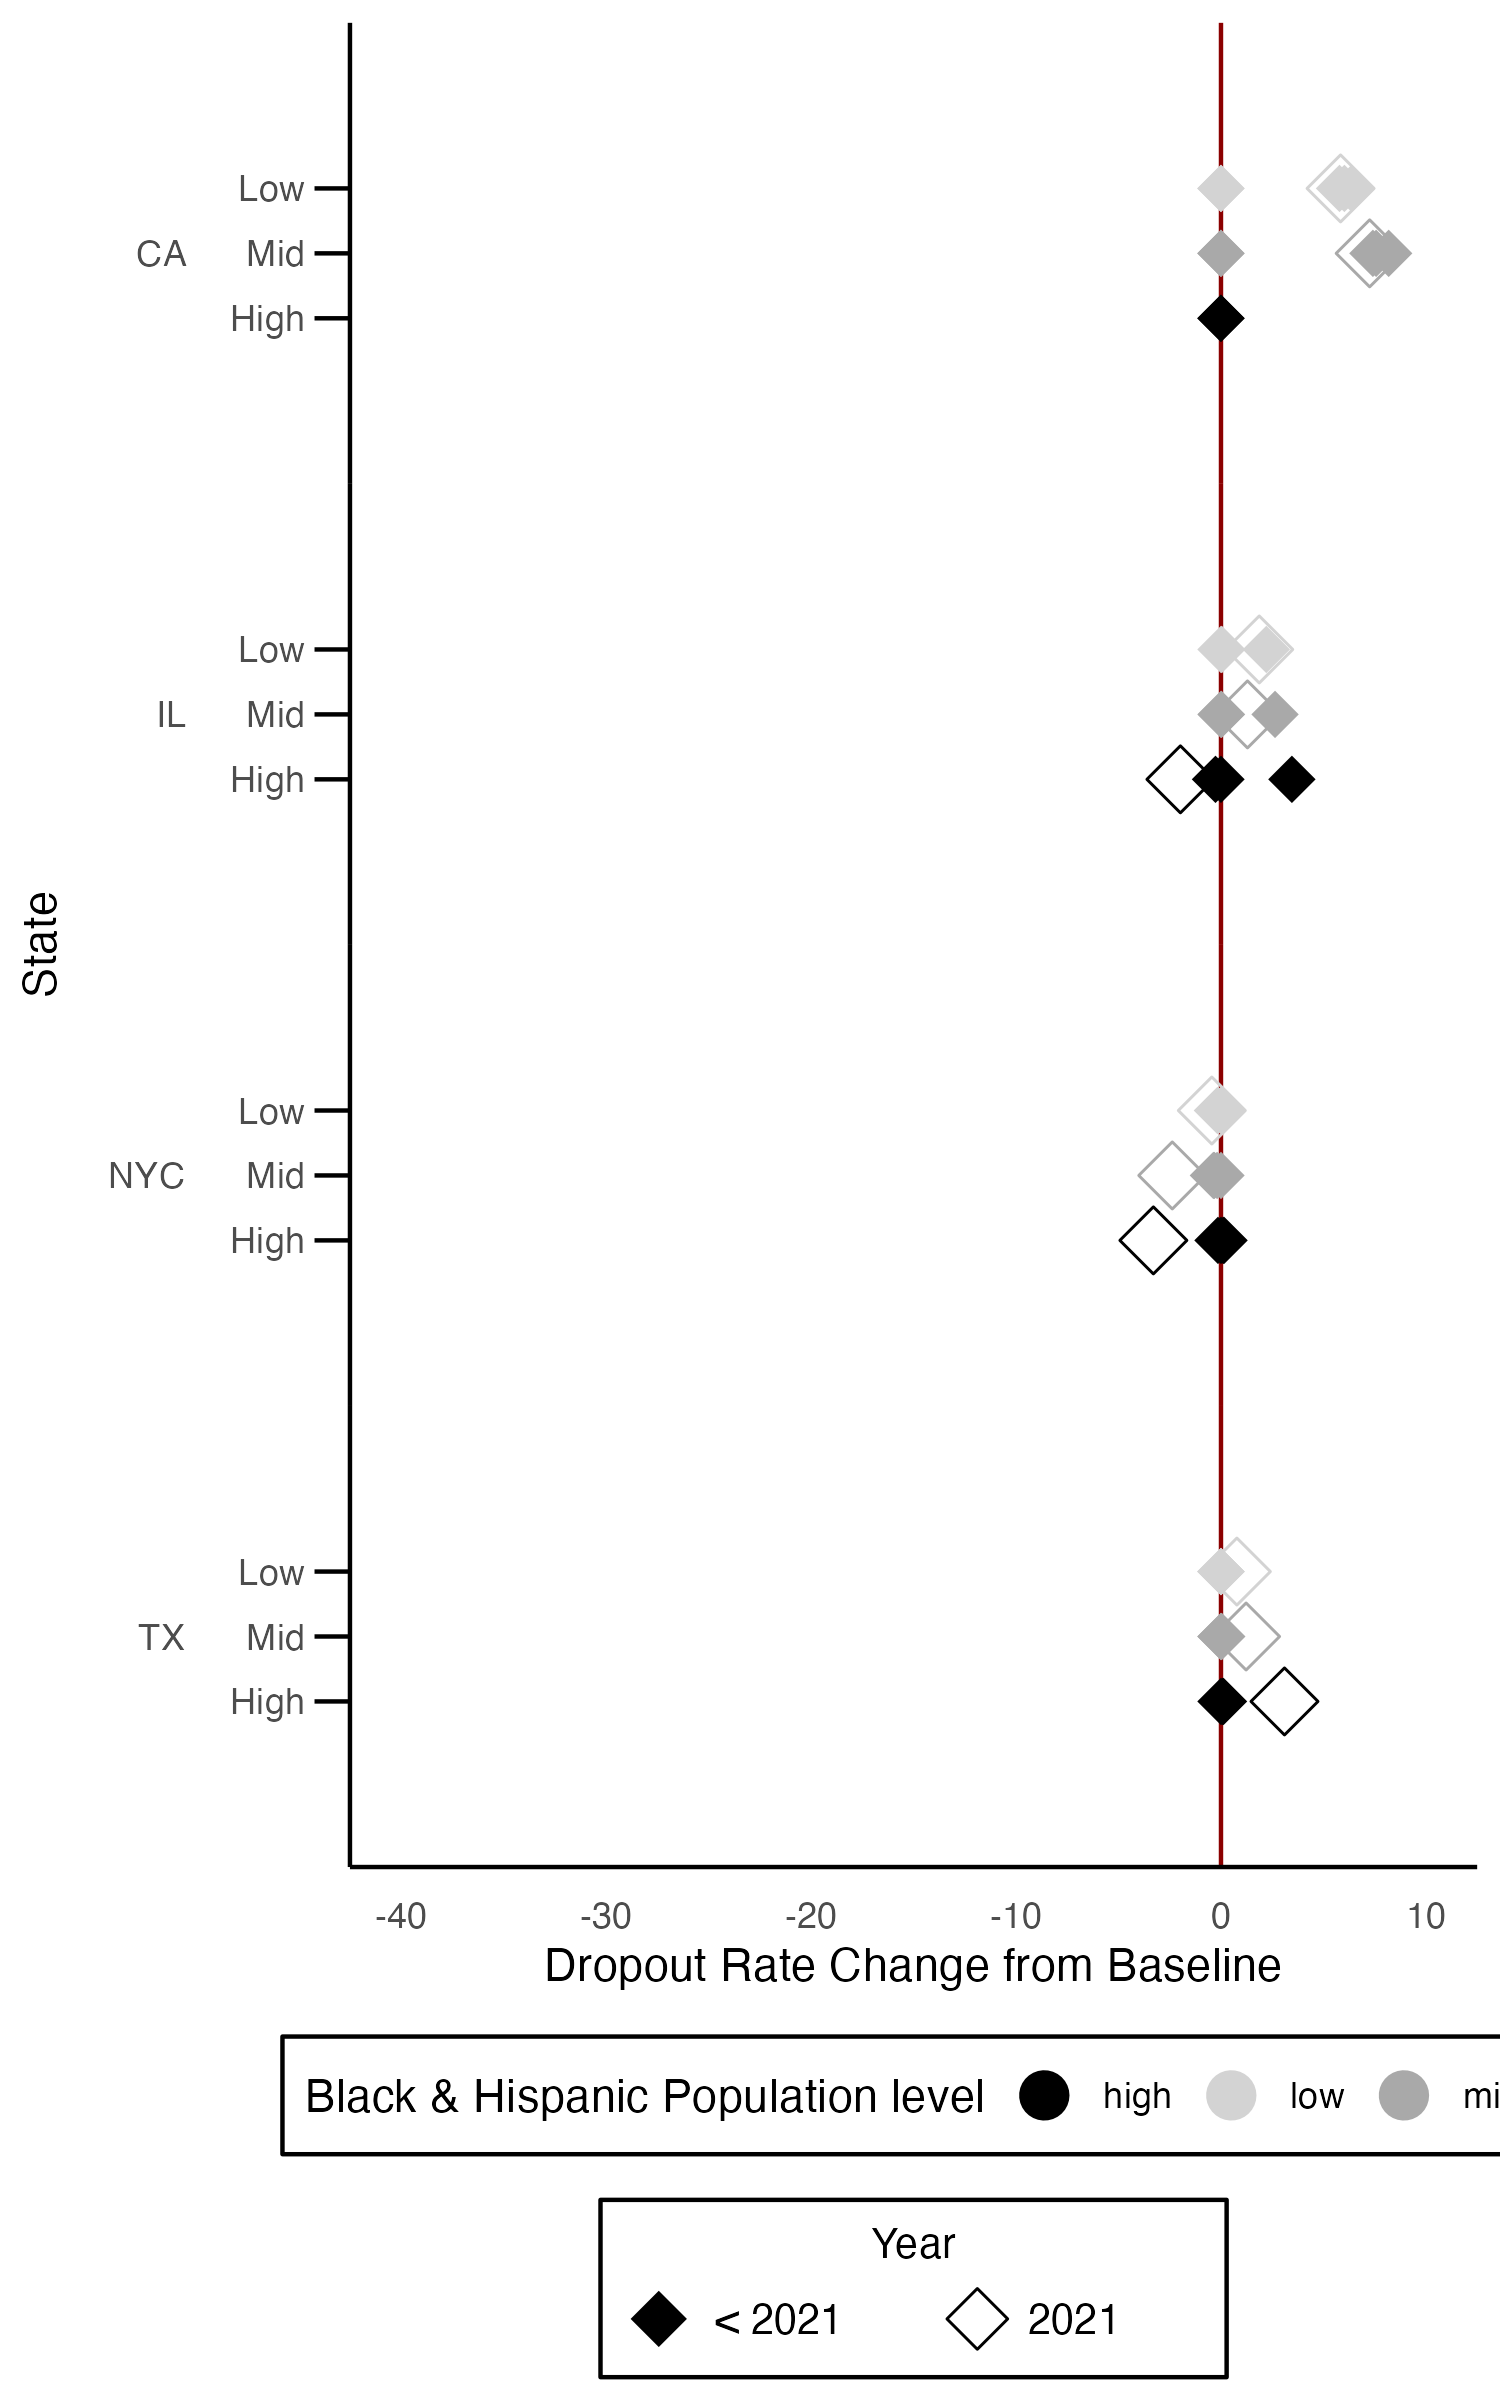 Low
CA Mid
High
Low
IL Mid
High
State
Low
NYC Mid
High
Low
TX Mid
High
-40 -30 -20 -10 0 10
Dropout Rate Change from Baseline
Black & Hispanic Population level high low mi
Year
< 2021 2021